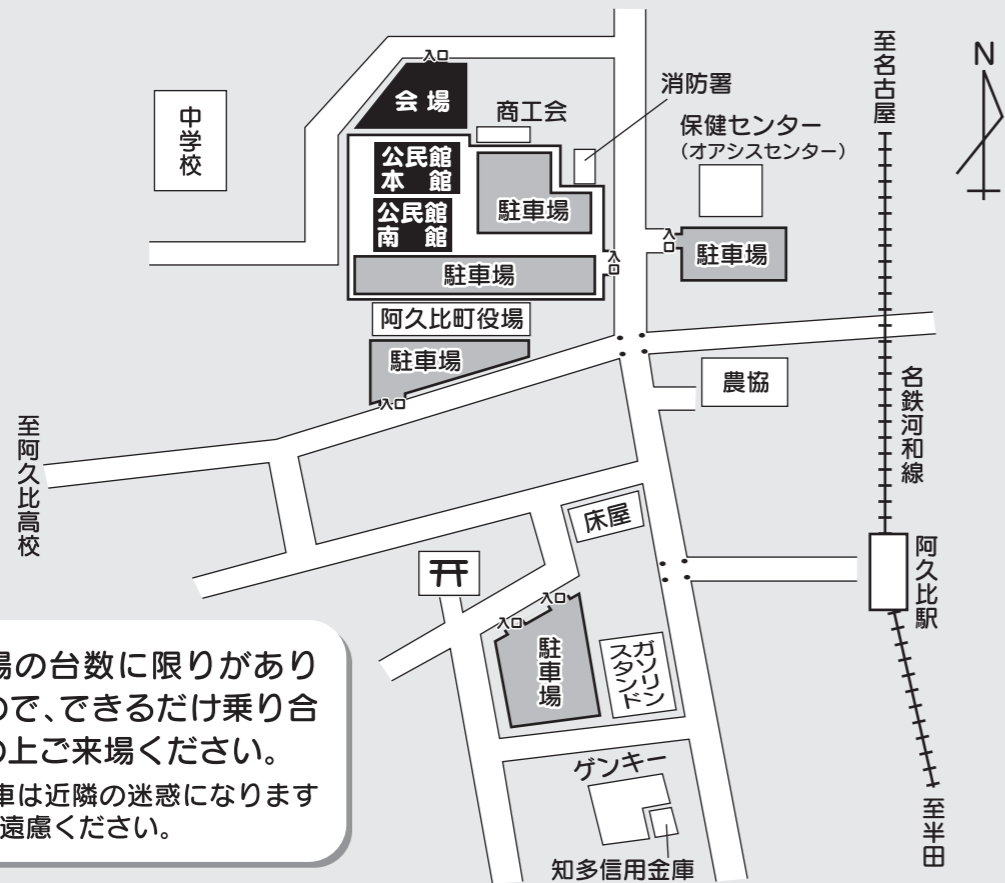 入口
会場
中学校
商工会
消防署
保健センター
（オアシスセンター）
至名古屋
N
公民館
本館
公民館
南館
駐車場
駐車場
入口
入口
駐車場
阿久比町役場
駐車場
入口
農協
名鉄河和線
至阿久比高校
床屋
阿久比駅
入口
入口
駐車場
ガソリン
スタンド
場の台数に限りがあり
ので、できるだけ乗り合
の上ご来場ください。
車は近隣の迷惑になります
遠慮ください。
ゲンキー
知多信用金庫
至半田